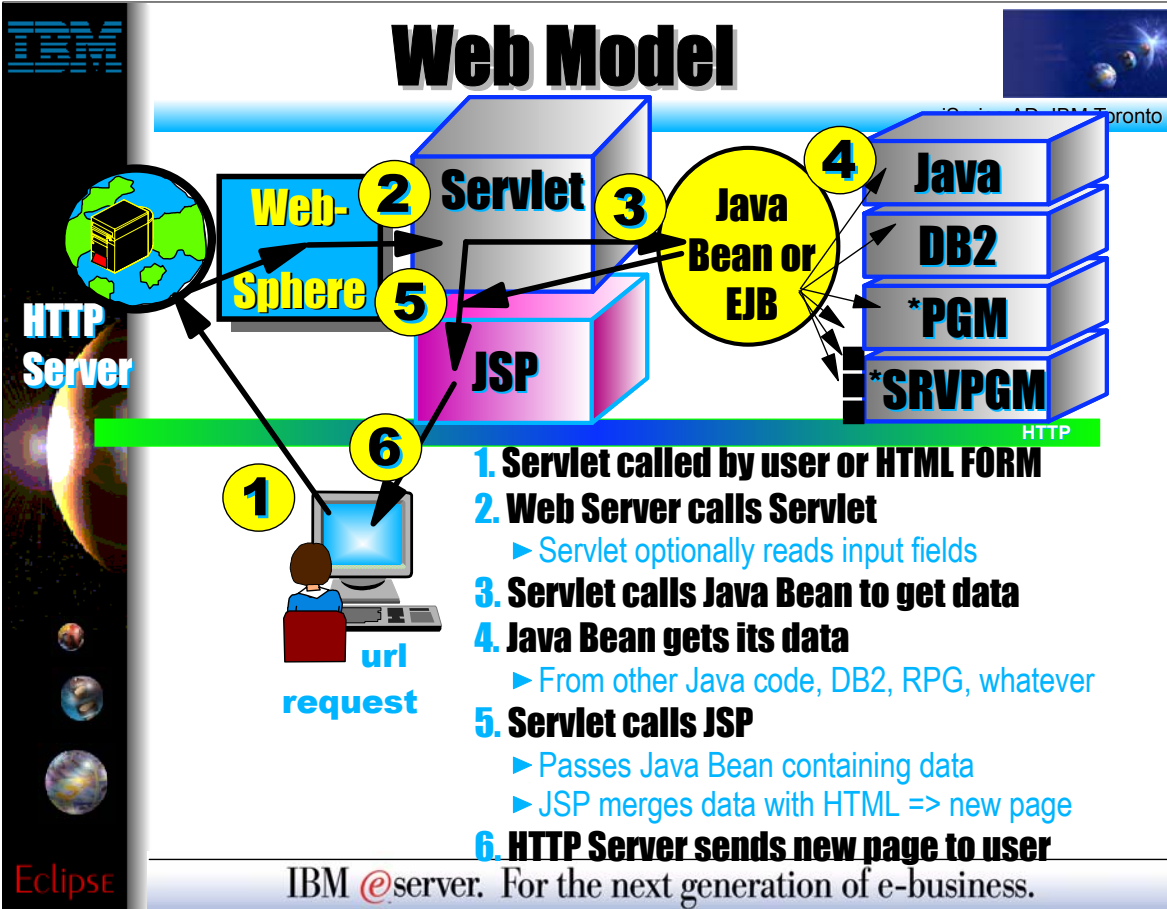 IBM
Web Model
Toronto
HTTP
Server
Web-
Sphere
2
Servlet
3
5
JSP
Java
Bean or
EJB
4
Java
DB2
*PGM
*SRVPGM
HTTP
1
6
url
request
1. Servlet called by user or HTML FORM
2. Web Server calls Servlet
► Servlet optionally reads input fields
3. Servlet calls Java Bean to get data
4. Java Bean gets its data
► From other Java code, DB2, RPG, whatever
5. Servlet calls JSP
► Passes Java Bean containing data
► JSP merges data with HTML => new page
6. HTTP Server sends new page to user
Eclipse
IBM @server. For the next generation of e-business.